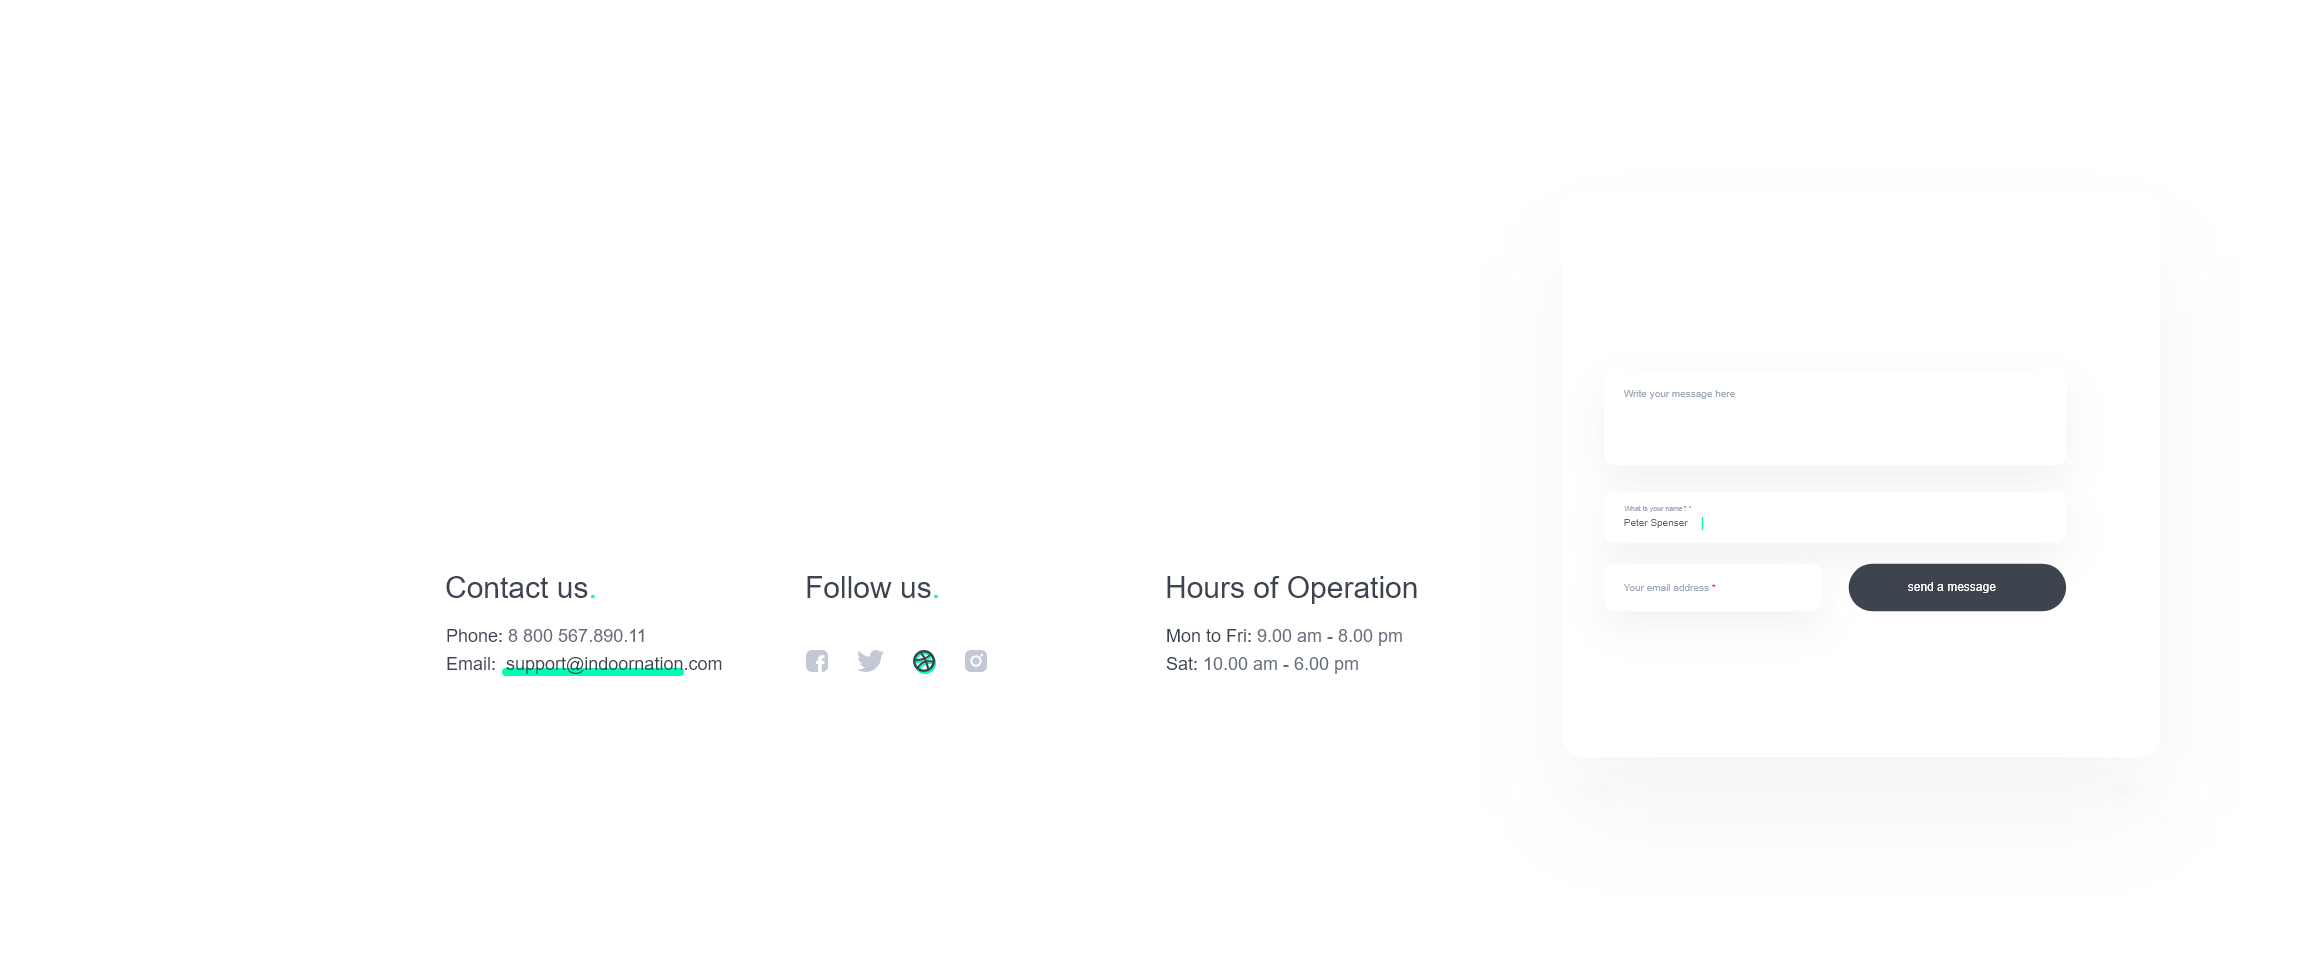 Contact us.
Phone: 8 800 567.890.11
Email: support@indoornation.com
Follow us.
Hours of Operation
Mon to Fri: 9.00 am - 8.00 pm
Sat: 10.00 am - 6.00 pm
Write your message here
What is your name? *
Peter Spenser
Your email address *
send a message